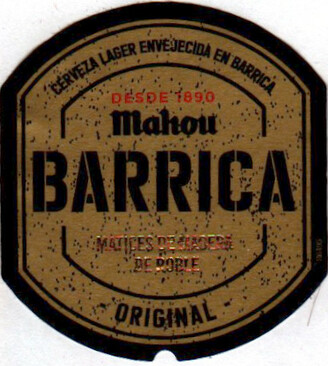 CERVEZA LAGER ENVEJECIDA EN BARRICA
DESDE 1890
Mahou
BARRICA
MATICES DE MADERA
DE ROBLE
- ORIGINAL -